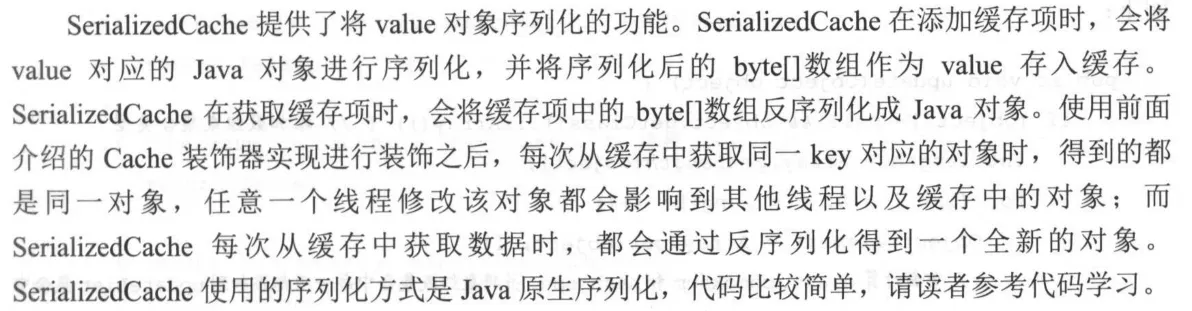 SerializedCache 提供了将 value 对象序列化的功能。SerializedCache 在添加缓存项时，会将
value 对应的 Java 对象进行序列化，并将序列化后的 byte[]数组作为 value 存入缓存。
SerializedCache 在获取缓存项时，会将缓存项中的 byte[]数组反序列化成 Java 对象。使用前面
介绍的 Cache 装饰器实现进行装饰之后，每次从缓存中获取同一 key 对应的对象时，得到的都
是同一对象，任意一个线程修改该对象都会影响到其他线程以及缓存中的对象；而
SerializedCache 每次从缓存中获取数据时，都会通过反序列化得到一个全新的对象。
SerializedCache 使用的序列化方式是 Java 原生序列化，代码比较简单，请读者参考代码学习。